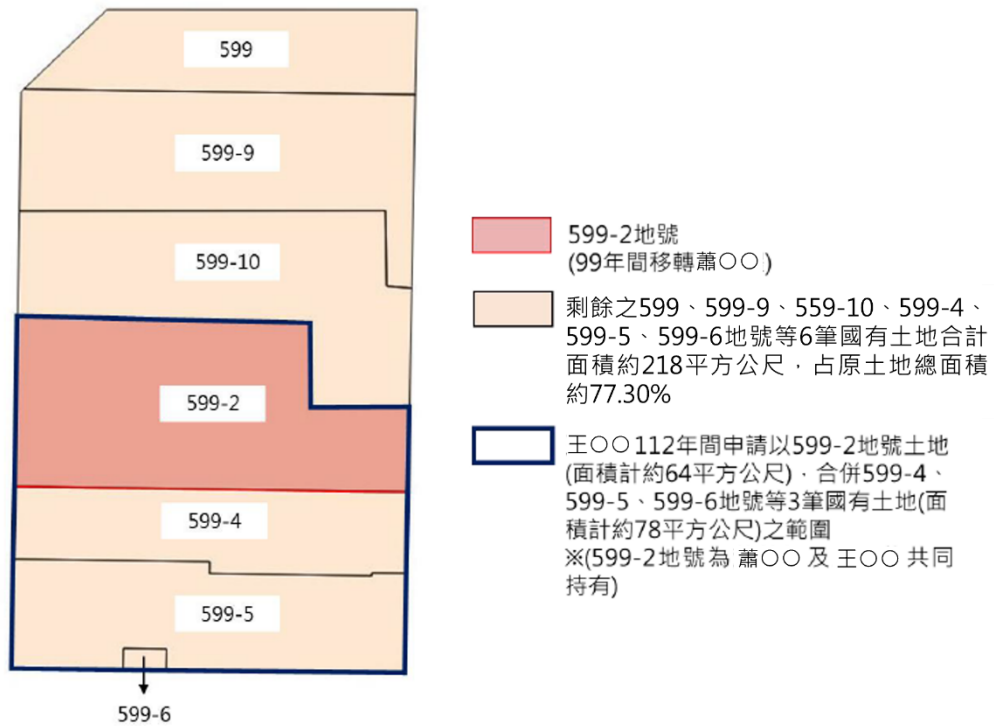 599
599-9
599-10
599-2
599-4
599-5
599-6
599-2地號
(99年間移轉蕭○○)
剩餘之599、599-9、559-10、599-4、
599-5、599-6地號等6筆國有土地合計
面積約218平方公尺，占原土地總面積
約77.30%
王○○112年間申請以599-2地號土地
(面積計約64平方公尺)，合併599-4、
599-5、599-6地號等3筆國有土地(面
積計約78平方公尺)之範圍
※(599-2地號為 蕭○○ 及 王○○ 共同
持有)